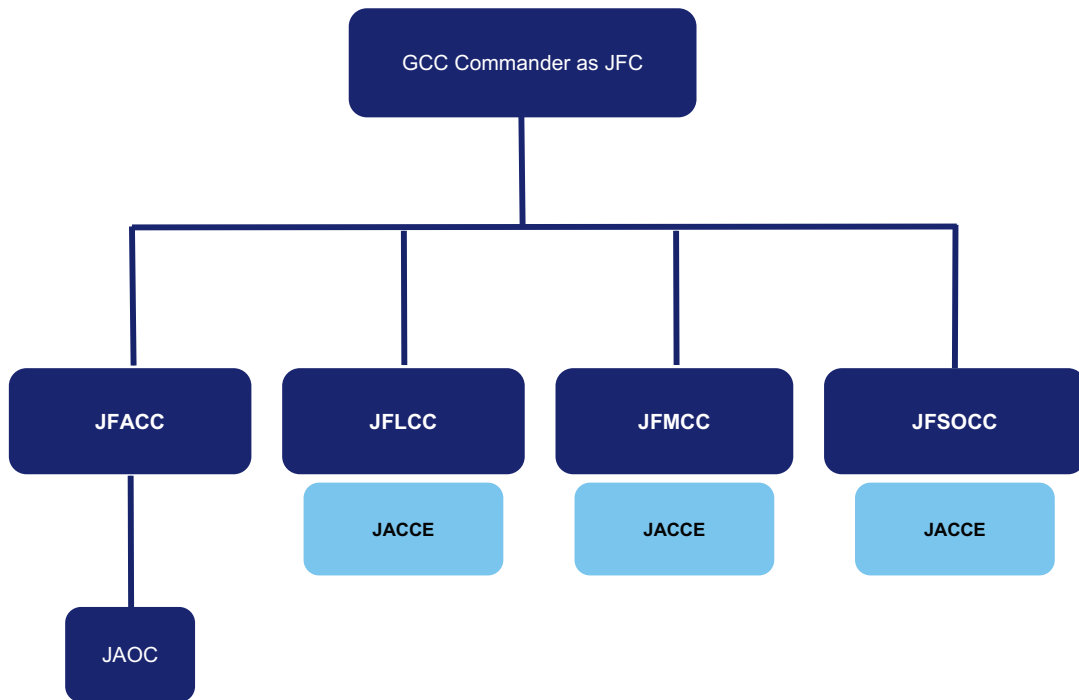 GCC Commander as JFC
JFACC
JFLCC
JFMCC
JFSOCC
JACCE
JACCE
JACCE
JAOC